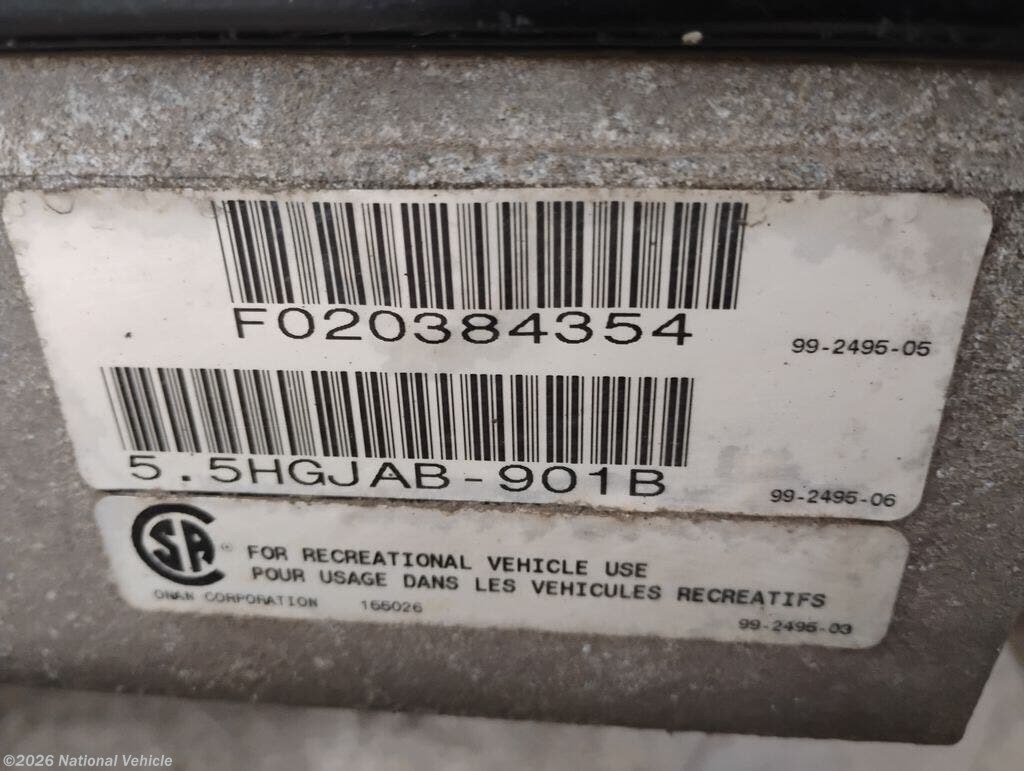 F020384354
99-2495-05
5.5HGJAB-901B
99-2495-06
CSA ®
FOR RECREATIONAL VEHICLE USE
POUR USAGE DANS LES VEHICULES RECREATIFS
ONAN CORPORATION 166026
99-2495-03
©2026 National Vehicle